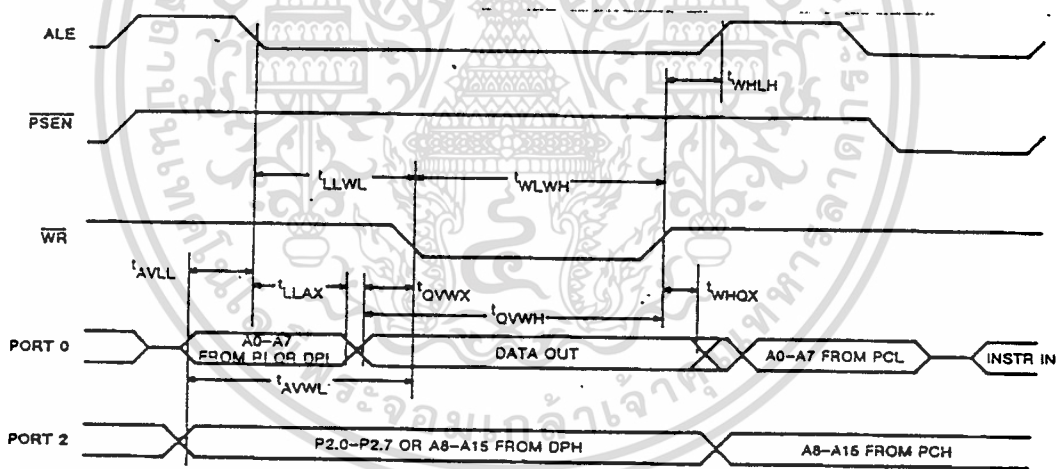 ALE
tWHLH
PSEN
tLLWL
tWLWH
WR
tAVLL
tLLAX
tQVWX
tWHQX
tQVWH
PORT 0
A0-A7
FROM RI OR DPL
DATA OUT
A0-A7 FROM PCL
INSTR IN
tAVWL
PORT 2
P2.0-P2.7 OR A8-A15 FROM DPH
A8-A15 FROM PCH